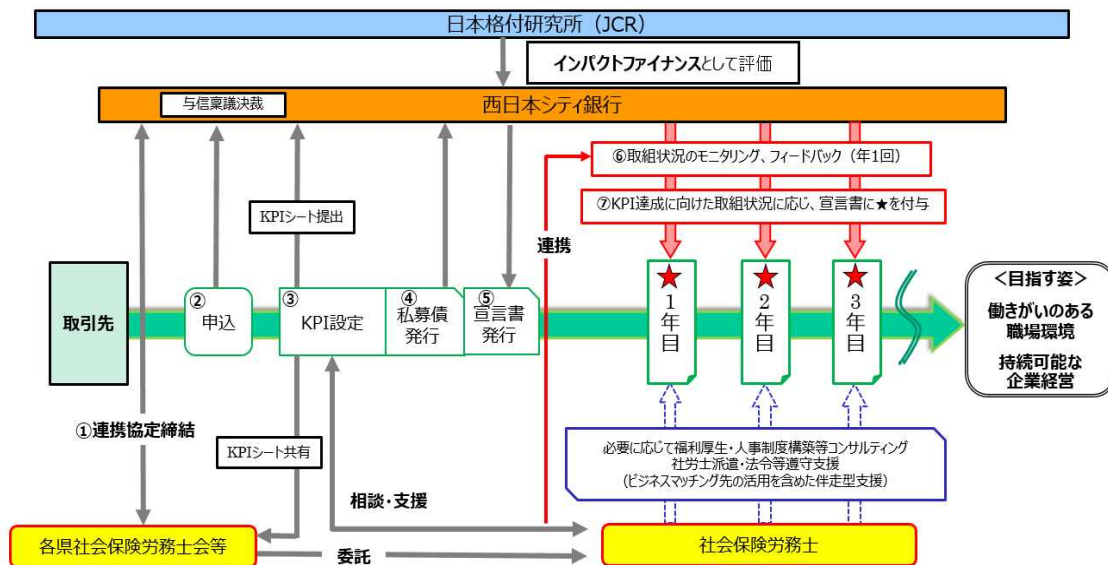 日本格付研究所（JCR）
インパクトファイナンスとして評価
与信稟議決裁
西日本シティ銀行
⑥取組状況のモニタリング、フィードバック（年1回）
KPIシート提出
⑦KPI達成に向けた取組状況に応じ、宣言書に★を付与
連携
取引先
②
申込
③
KPI設定
④
私募債
発行
⑤
宣言書
発行
★
1年目
★
2年目
★
3年目
＜目指す姿＞
働きがいのある
職場環境
持続可能な
企業経営
①連携協定締結
KPIシート共有
必要に応じて福利厚生・人事制度構築等コンサルティング
社労士派遣・法令等遵守支援
（ビジネスマッチング先の活用を含めた伴走型支援）
相談・支援
各県社会保険労務士会等
委託
社会保険労務士